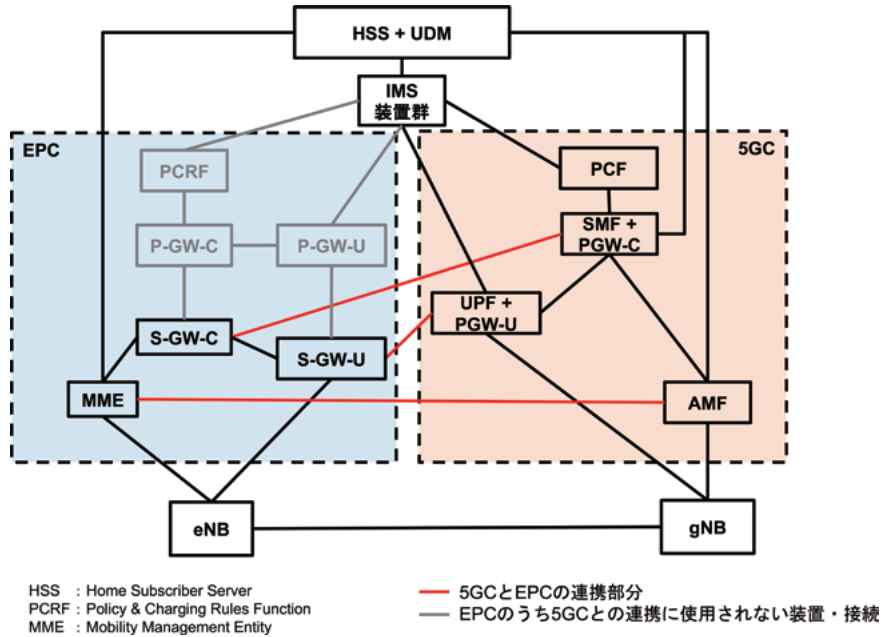 HSS + UDM
IMS
装置群
EPC
5GC
PCRF
PCF
P-GW-C
P-GW-U
SMF +
PGW-C
UPF +
PGW-U
S-GW-C
S-GW-U
MME
AMF
eNB
gNB
HSS : Home Subscriber Server
PCRF : Policy & Charging Rules Function
MME : Mobility Management Entity
5GCとEPCの連携部分
EPCのうち5GCとの連携に使用されない装置・接続